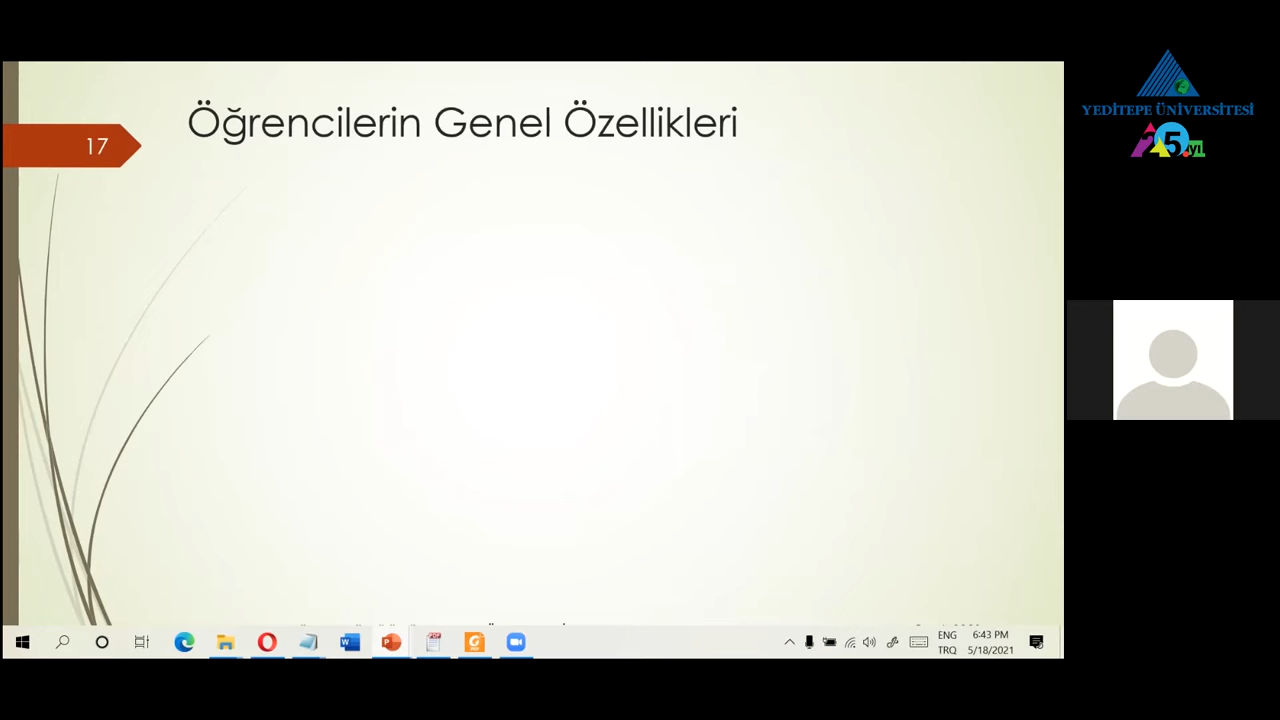 Öğrencilerin Genel Özellikleri
17
YEDİTEPE ÜNİVERSİTESİ
25.yıl
ENG
TRQ
6:43 PM
5/18/2021